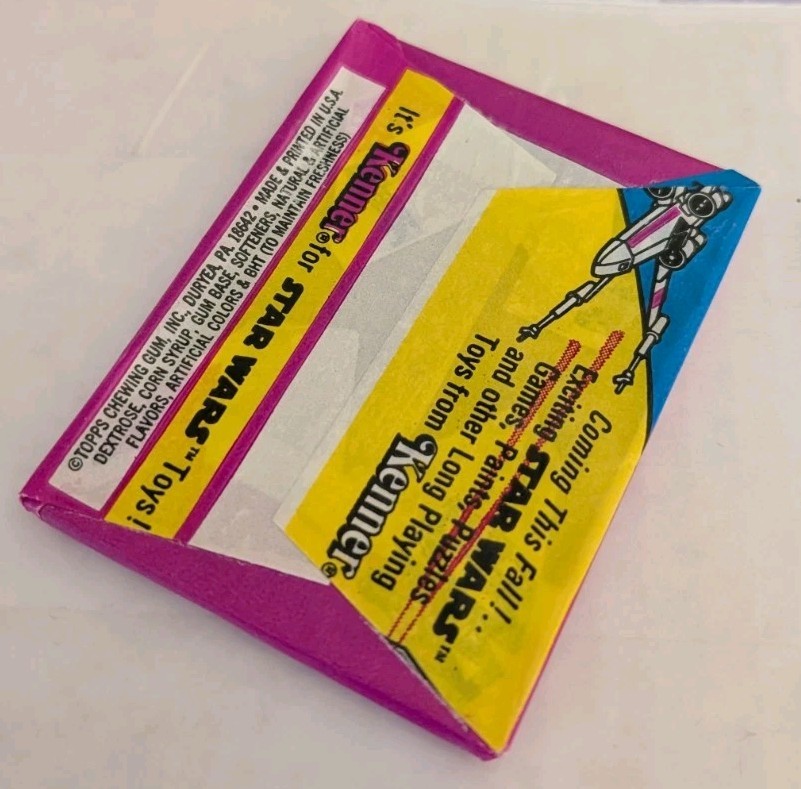 ©TOPPS CHEWING GUM, INC., DURYEA, PA. 18642 • MADE & PRINTED IN U.S.A.
DEXTROSE, CORN SYRUP, GUM BASE, SOFTENERS, NATURAL & ARTIFICIAL
FLAVORS, ARTIFICIAL COLORS & BHT (TO MAINTAIN FRESHNESS)
It's Kenner® for STAR WARS™ Toys!
Coming This Fall!...
Exciting STAR WARS™
Games, Paints, Puzzles
and other Long Playing
Toys from Kenner®